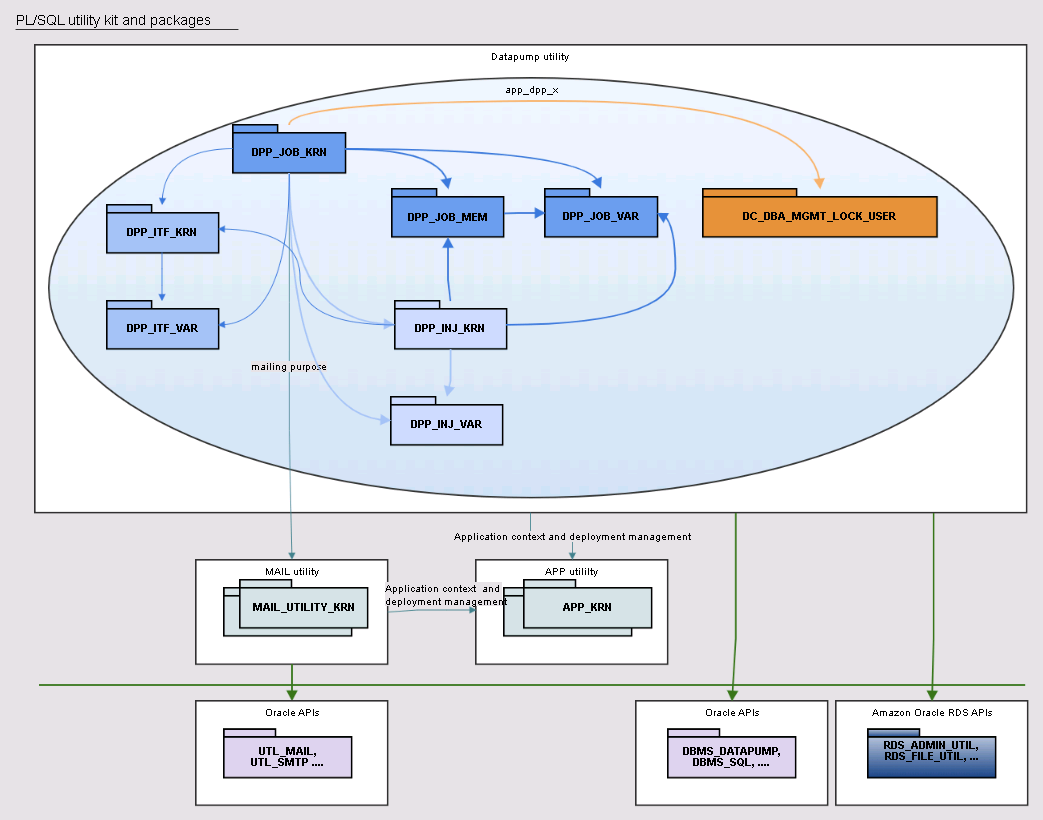 PL/SQL utility kit and packages
Datapump utility
app_dpp_x
DPP_JOB_KRN
DPP_JOB_MEM
DPP_JOB_VAR
DC_DBA_MGMT_LOCK_USER
DPP_ITF_KRN
DPP_ITF_VAR
DPP_INJ_KRN
mailing purpose
DPP_INJ_VAR
Application context and deployment management
MAIL utility
MAIL_UTILITY_KRN
Application context and
deployment management
APP utililty
APP_KRN
Oracle APIs
UTL_MAIL,
UTL_SMTP ....
Oracle APIs
DBMS_DATAPUMP,
DBMS_SQL, ....
Amazon Oracle RDS APIs
RDS_ADMIN_UTIL,
RDS_FILE_UTIL, ...